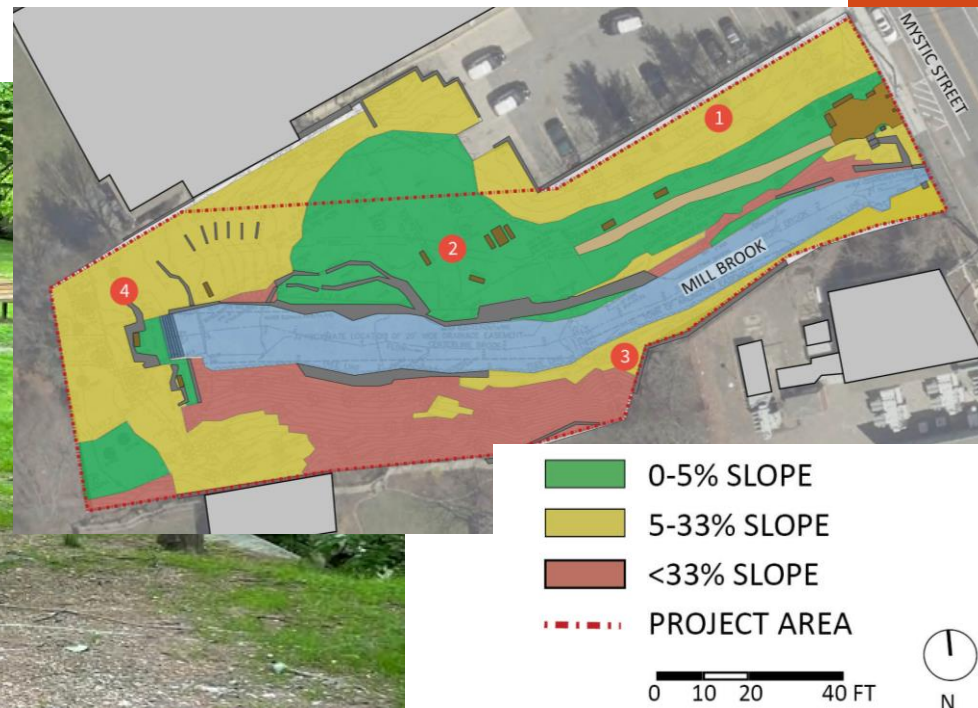 MYSTIC STREET
1
2
4
MILL BROOK
3
0-5% SLOPE
5-33% SLOPE
<33% SLOPE
PROJECT AREA
0 10 20 40 FT
N